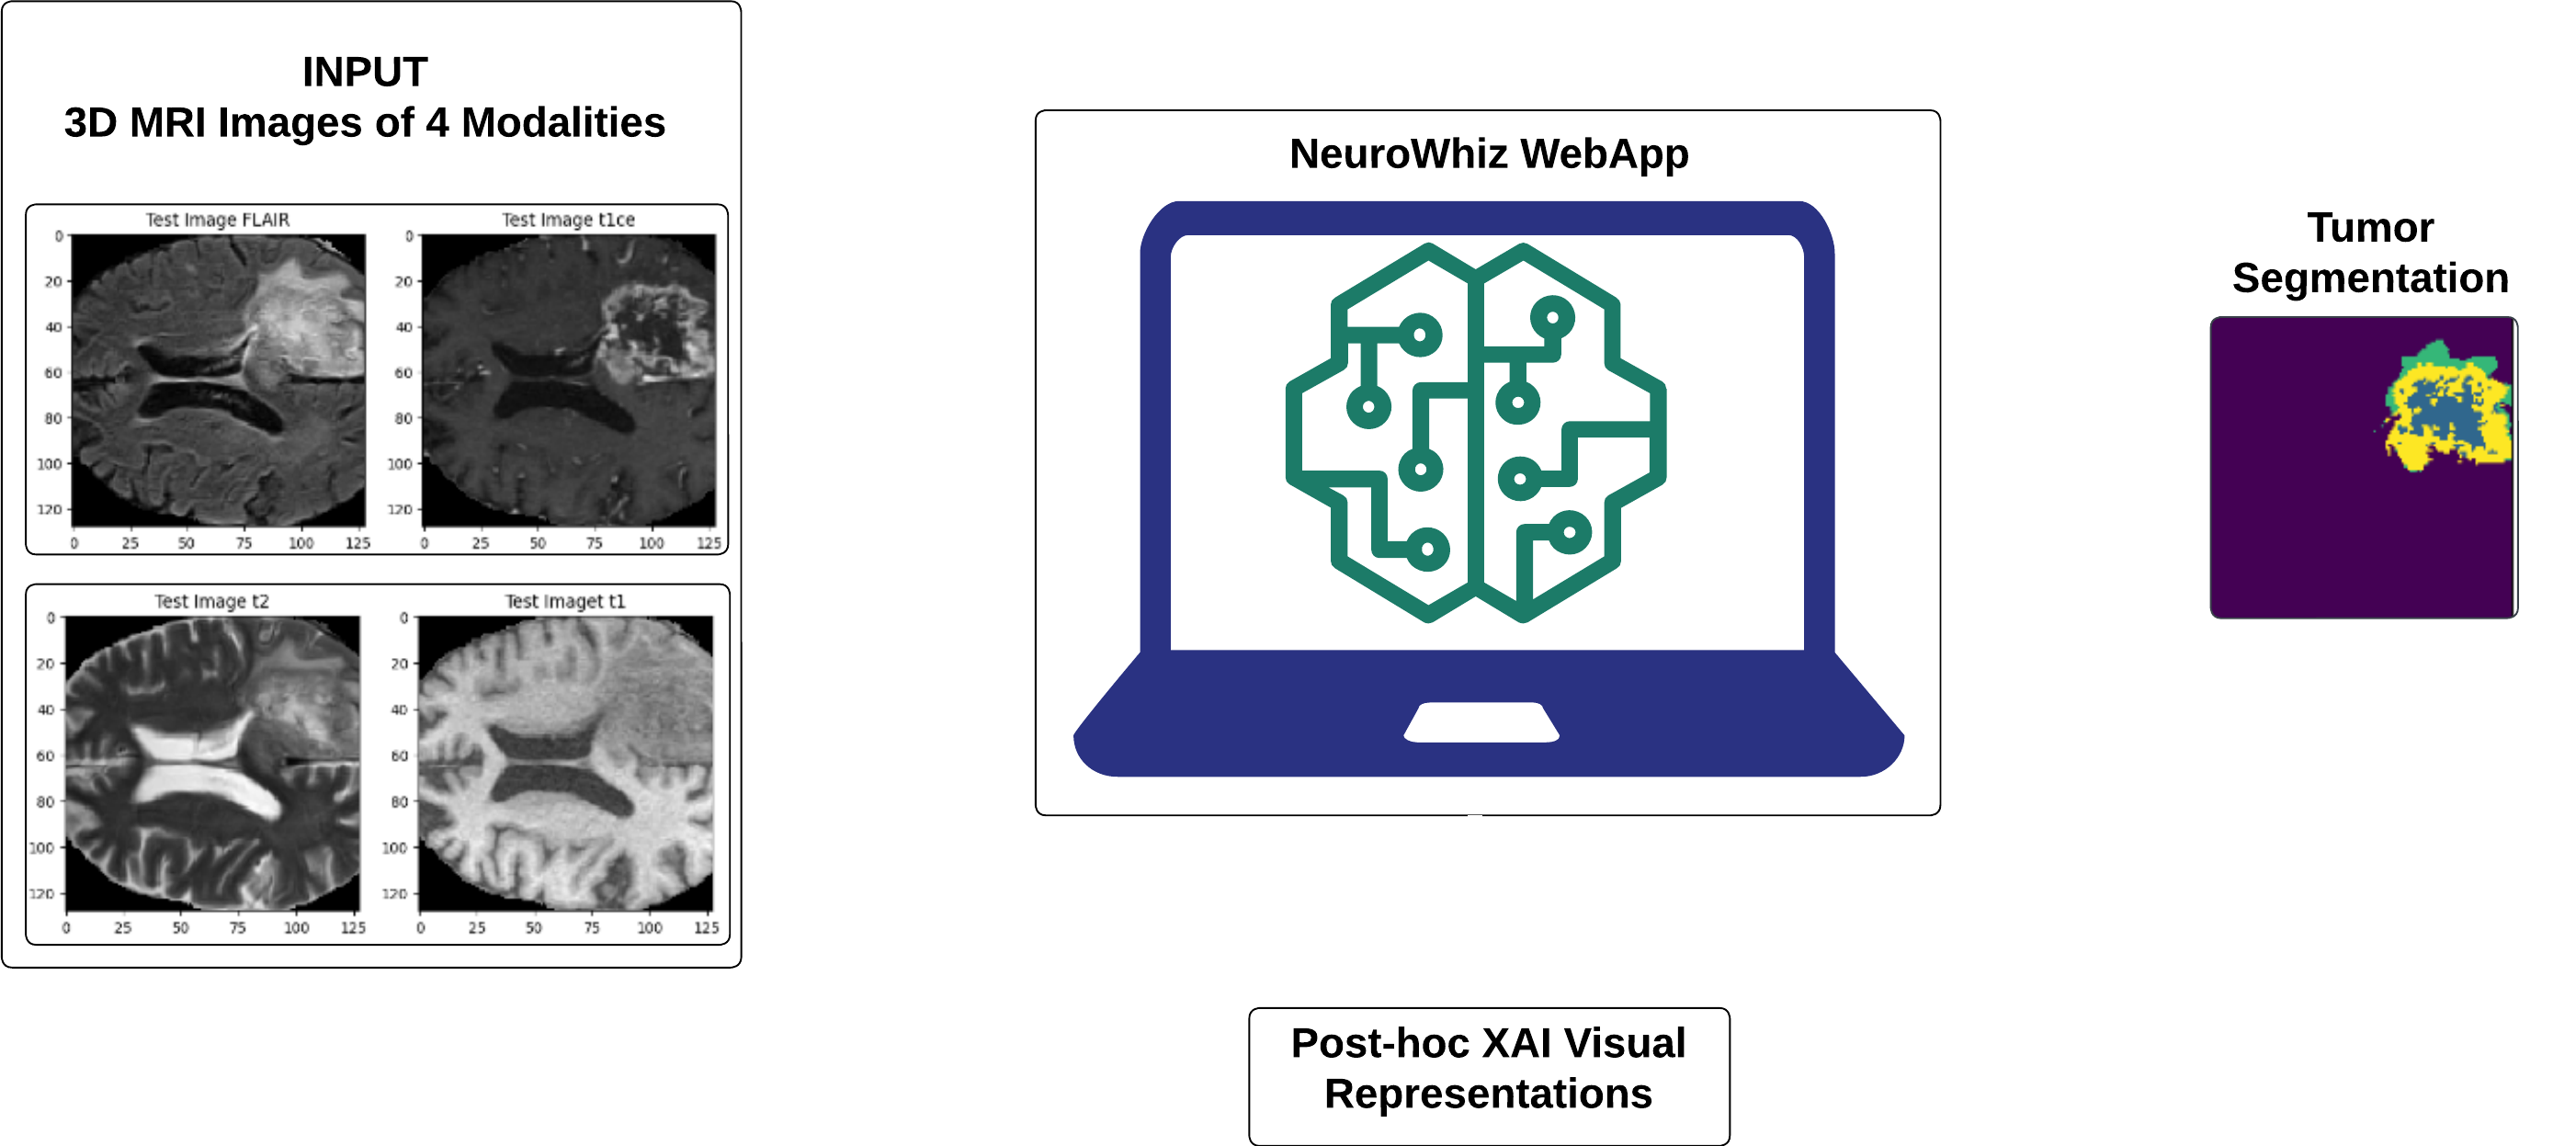 INPUT
3D MRI Images of 4 Modalities
Test Image FLAIR
0
20
40
60
80
100
120
0 25 50 75 100 125
Test Image t1ce
0
20
40
60
80
100
120
0 25 50 75 100 125
Test Image t2
0
20
40
60
80
100
120
0 25 50 75 100 125
Test Imaget t1
0
20
40
60
80
100
120
0 25 50 75 100 125
NeuroWhiz WebApp
Tumor
Segmentation
Post-hoc XAI Visual
Representations